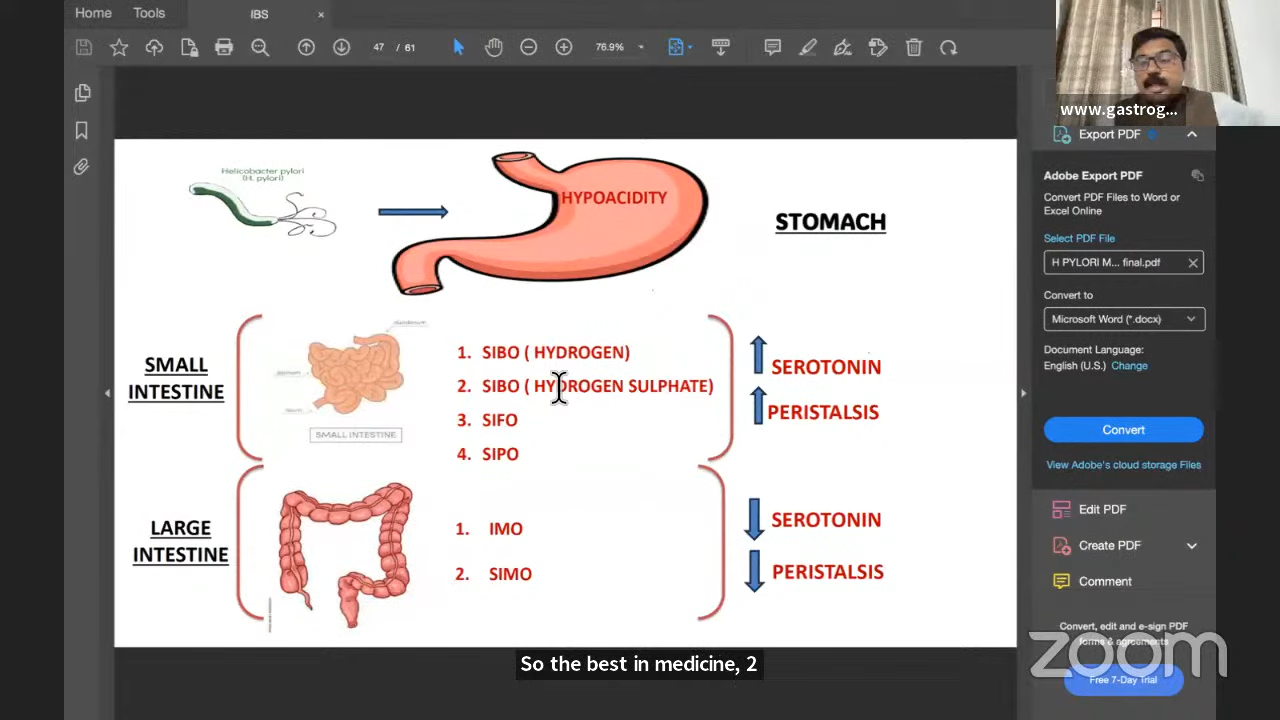 Home
Tools
IBS
47 / 61
76.9%
www.gastrog...
Helicobacter pylori
(H. pylori)
HYPOACIDITY
STOMACH
SMALL
INTESTINE
SMALL INTESTINE
1. SIBO ( HYDROGEN)
2. SIBO ( HYDROGEN SULPHATE)
3. SIFO
4. SIPO
SEROTONIN
PERISTALSIS
LARGE
INTESTINE
1. IMO
2. SIMO
SEROTONIN
PERISTALSIS
Export PDF
Adobe Export PDF
Convert PDF Files to Word or
Excel Online
Select PDF File
H PYLORI M... final.pdf
Convert to
Microsoft Word (*.docx)
Document Language:
English (U.S.) Change
Convert
View Adobe's cloud storage Files
Edit PDF
Create PDF
Comment
Convert, edit and e-sign PDF
forms & agreements
Free 7-Day Trial
zoom
So the best in medicine, 2